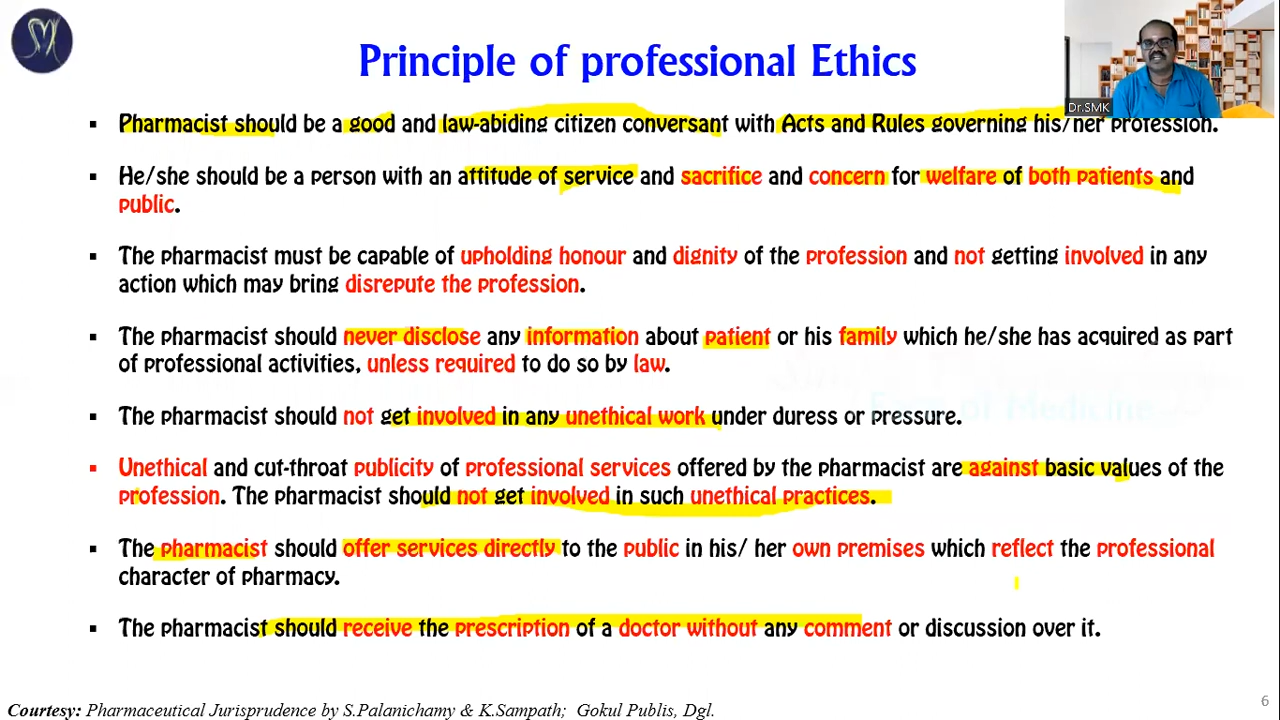 SM
Principle of professional Ethics
Dr.SMK
▪ Pharmacist should be a good and law-abiding citizen conversant with Acts and Rules governing his/her profession.
▪ He/she should be a person with an attitude of service and sacrifice and concern for welfare of both patients and
public.
▪ The pharmacist must be capable of upholding honour and dignity of the profession and not getting involved in any
action which may bring disrepute the profession.
▪ The pharmacist should never disclose any information about patient or his family which he/she has acquired as part
of professional activities, unless required to do so by law.
▪ The pharmacist should not get involved in any unethical work under duress or pressure.
▪ Unethical and cut-throat publicity of professional services offered by the pharmacist are against basic values of the
profession. The pharmacist should not get involved in such unethical practices.
▪ The pharmacist should offer services directly to the public in his/ her own premises which reflect the professional
character of pharmacy.
▪ The pharmacist should receive the prescription of a doctor without any comment or discussion over it.
Courtesy: Pharmaceutical Jurisprudence by S.Palanichamy & K.Sampath; Gokul Publis, Dgl.
6